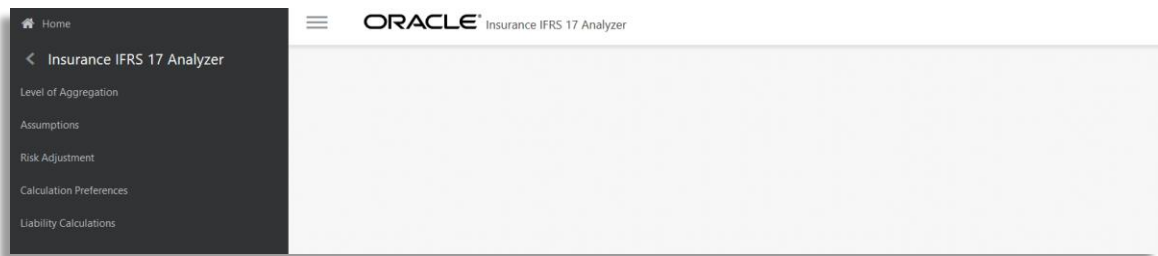 Home
ORACLE® Insurance IFRS 17 Analyzer
Insurance IFRS 17 Analyzer
Level of Aggregation
Assumptions
Risk Adjustment
Calculation Preferences
Liability Calculations